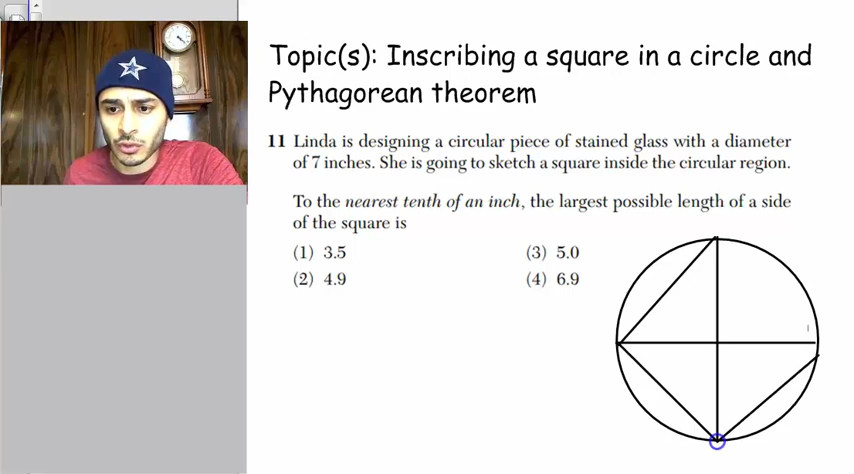 Topic(s): Inscribing a square in a circle and
Pythagorean theorem
11 Linda is designing a circular piece of stained glass with a diameter
of 7 inches. She is going to sketch a square inside the circular region.
To the nearest tenth of an inch, the largest possible length of a side
of the square is
(1) 3.5
(3) 5.0
(2) 4.9
(4) 6.9